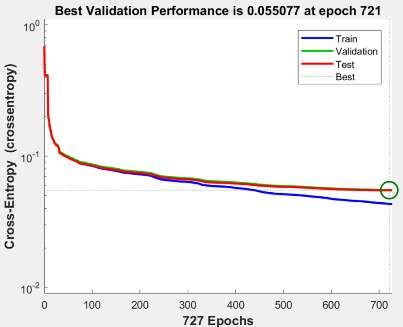 Best Validation Performance is 0.055077 at epoch 721
Train
Validation
Test
Best
Cross-Entropy (crossentropy)
10^0
10^-1
10^-2
0 100 200 300 400 500 600 700
727 Epochs